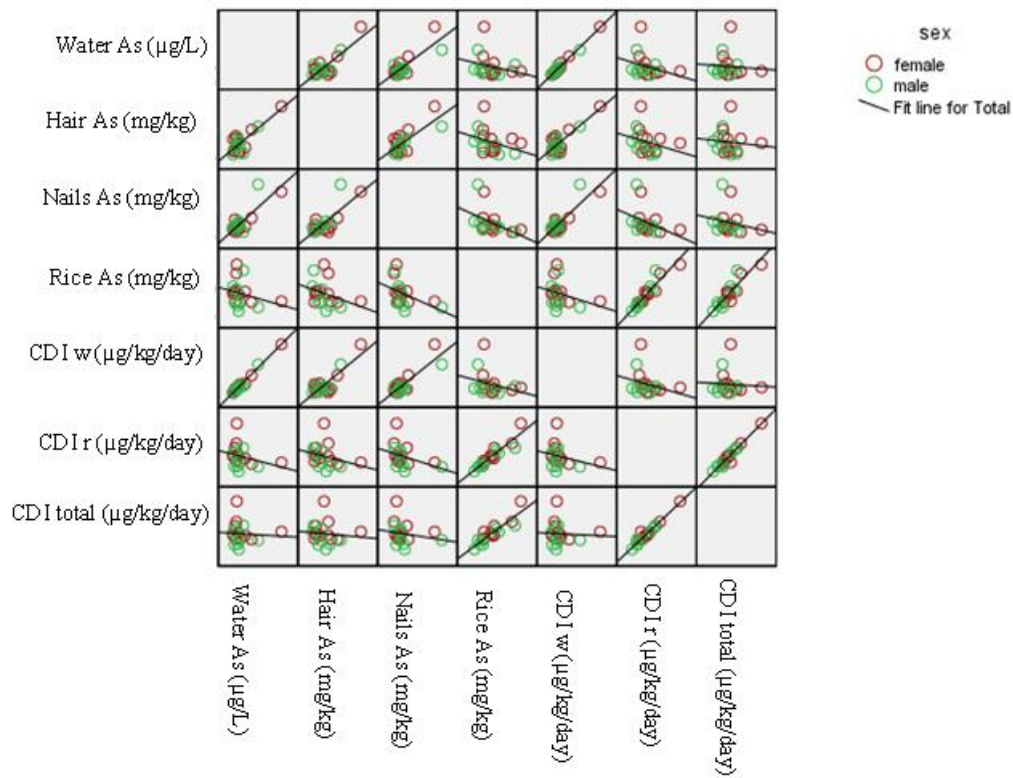 Water As (µg/L)
Hair As (mg/kg)
Nails As (mg/kg)
Rice As (mg/kg)
CDI w (µg/kg/day)
CDI r (µg/kg/day)
CDI total (µg/kg/day)
Water As (µg/L)
Hair As (mg/kg)
Nails As (mg/kg)
Rice As (mg/kg)
CDI w (µg/kg/day)
CDI r (µg/kg/day)
CDI total (µg/kg/day)
sex
female
male
Fit line for Total